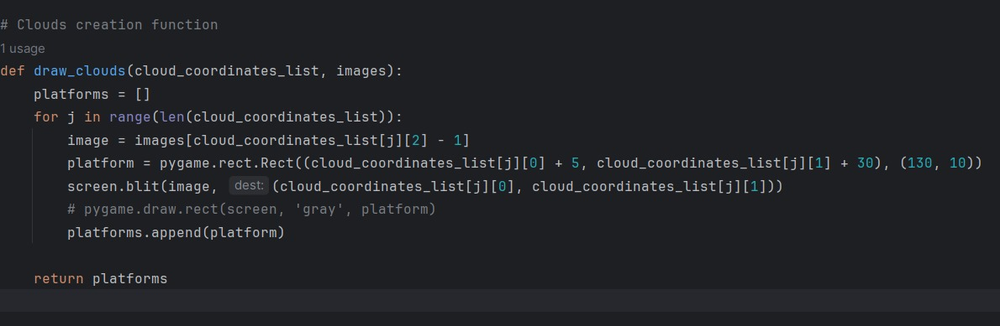 # Clouds creation function
1 usage
def draw_clouds(cloud_coordinates_list, images):
    platforms = []
    for j in range(len(cloud_coordinates_list)):
        image = images[cloud_coordinates_list[j][2] - 1]
        platform = pygame.rect.Rect((cloud_coordinates_list[j][0] + 5, cloud_coordinates_list[j][1] + 30), (130, 10))
        screen.blit(image, dest: (cloud_coordinates_list[j][0], cloud_coordinates_list[j][1]))
        # pygame.draw.rect(screen, 'gray', platform)
        platforms.append(platform)
    return platforms